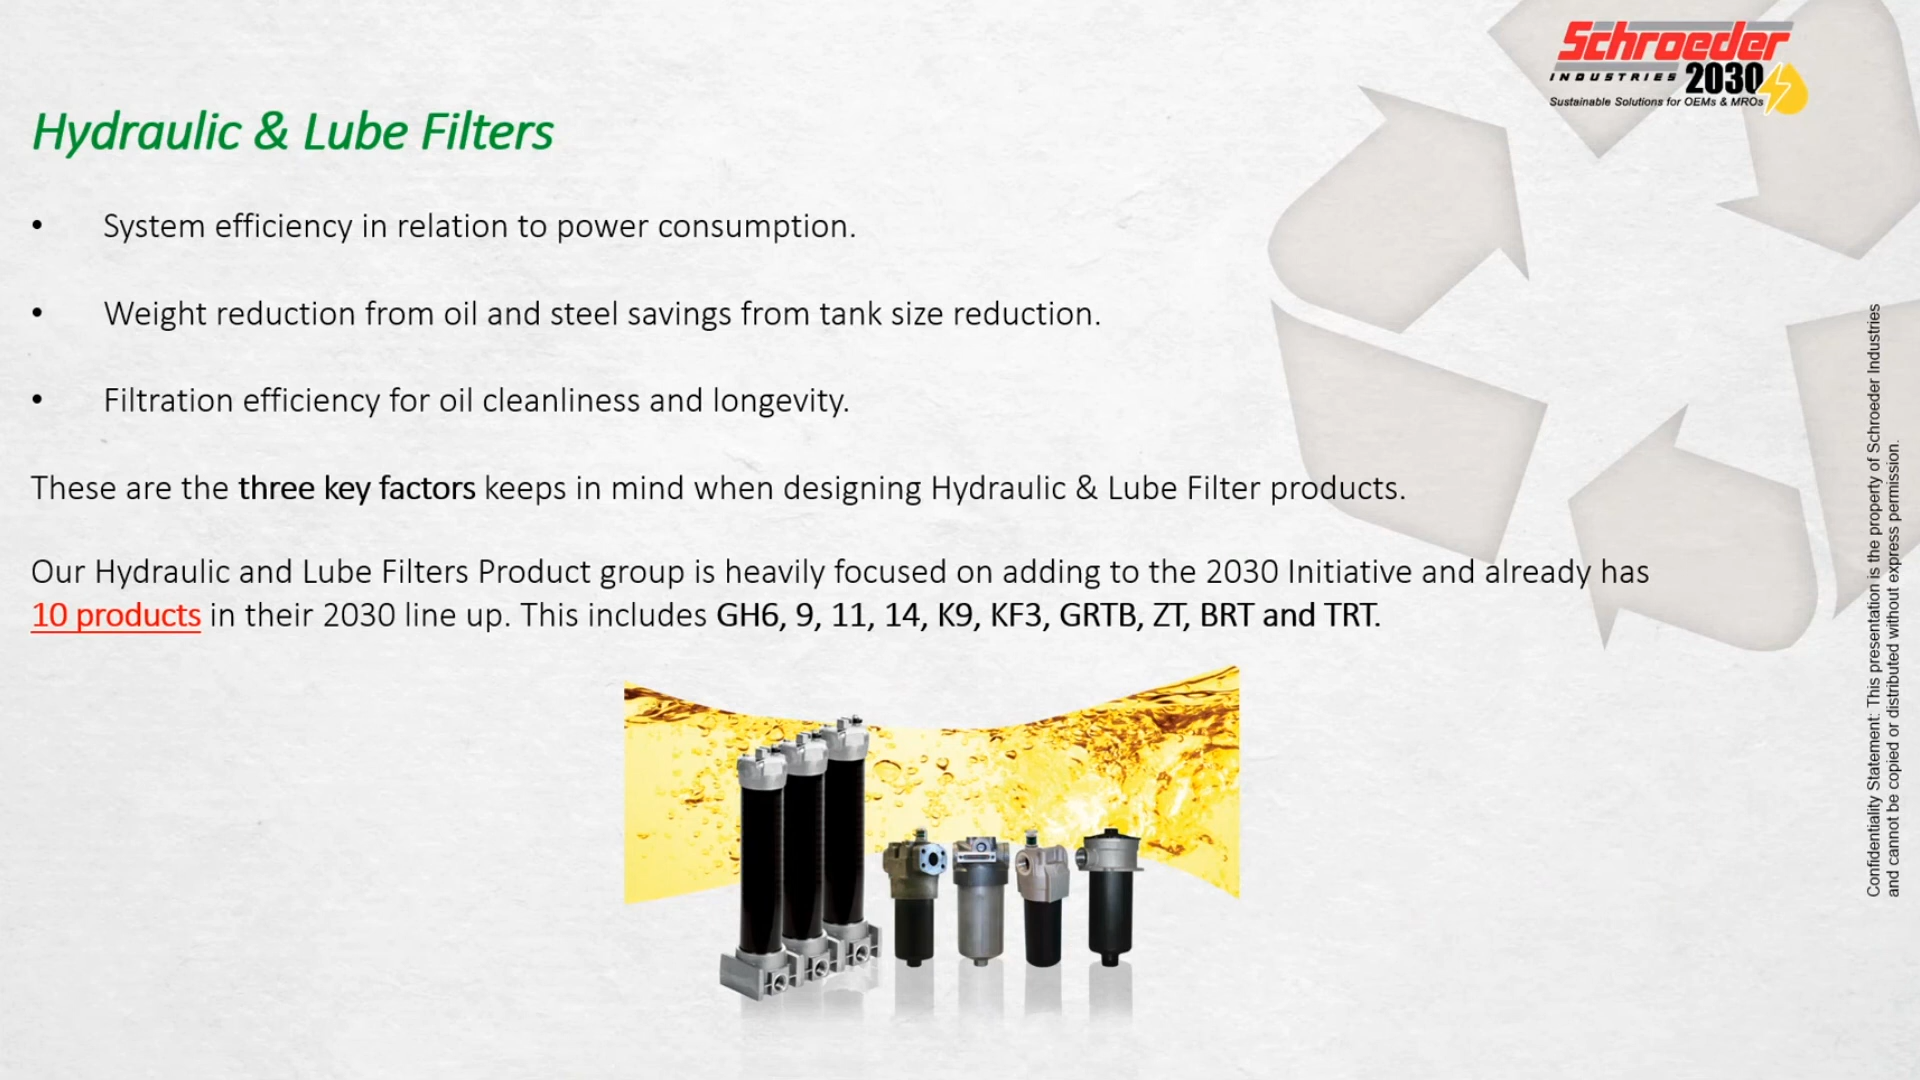 Schroeder
INDUSTRIES 2030
Sustainable Solutions for OEMs & MROs
Hydraulic & Lube Filters
• System efficiency in relation to power consumption.
• Weight reduction from oil and steel savings from tank size reduction.
• Filtration efficiency for oil cleanliness and longevity.
These are the three key factors keeps in mind when designing Hydraulic & Lube Filter products.
Our Hydraulic and Lube Filters Product group is heavily focused on adding to the 2030 Initiative and already has
10 products in their 2030 line up. This includes GH6, 9, 11, 14, K9, KF3, GRTB, ZT, BRT and TRT.
Confidentiality Statement: This presentation is the property of Schroeder Industries
and cannot be copied or distributed without express permission.